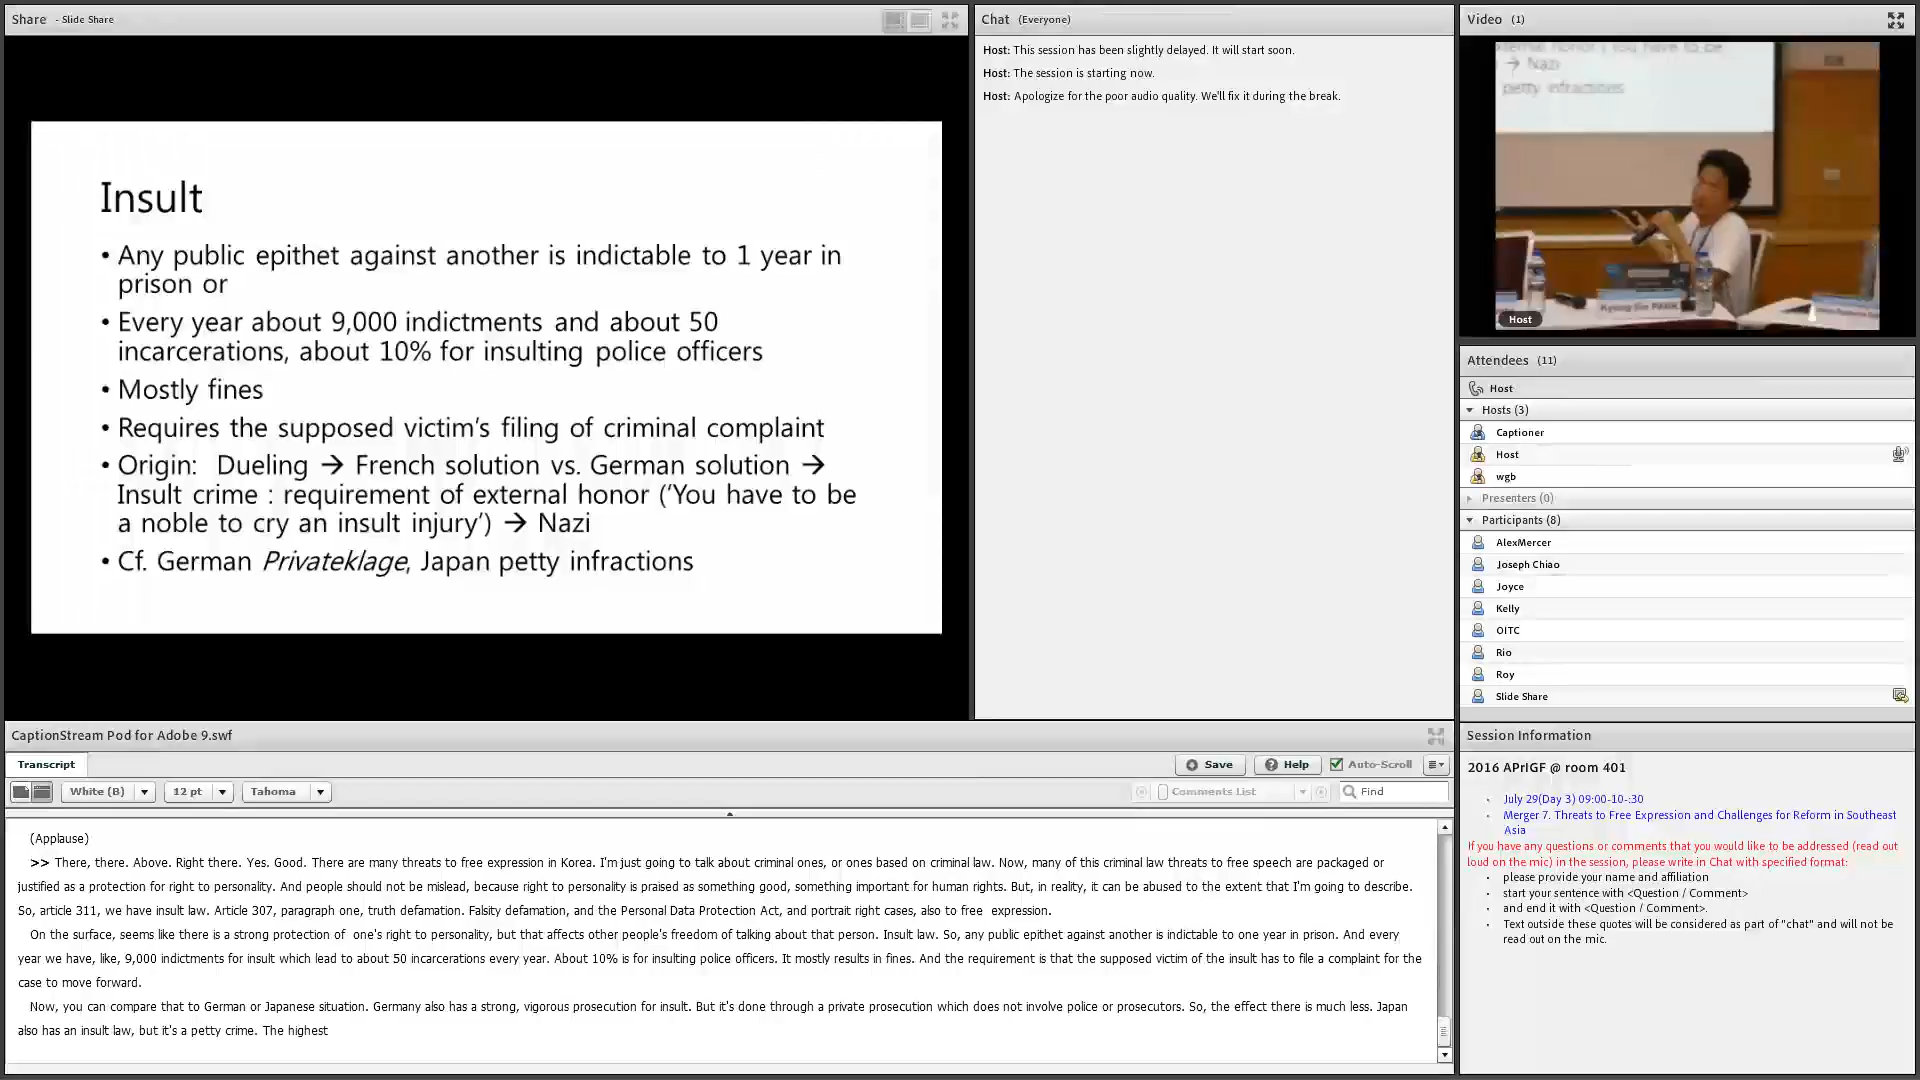 Share - Slide Share
Insult
• Any public epithet against another is indictable to 1 year in
prison or
• Every year about 9,000 indictments and about 50
incarcerations, about 10% for insulting police officers
• Mostly fines
• Requires the supposed victim's filing of criminal complaint
• Origin: Dueling → French solution vs. German solution →
Insult crime : requirement of external honor ('You have to be
a noble to cry an insult injury') → Nazi
• Cf. German Privateklage, Japan petty infractions
Chat (Everyone)
Host: This session has been slightly delayed. It will start soon.
Host: The session is starting now.
Host: Apologize for the poor audio quality. We'll fix it during the break.
Video (1)
external honor ('You have to be
→ Nazi
petty infractions
Kyung Sin PARK
Host
Attendees (11)
Host
Hosts (3)
Captioner
Host
wgb
Presenters (0)
Participants (8)
AlexMercer
Joseph Chiao
Joyce
Kelly
OITC
Rio
Roy
Slide Share
CaptionStream Pod for Adobe 9.swf
Transcript
Save
Help
Auto-Scroll
White (B)
12 pt
Tahoma
Comments List
Find
(Applause)
>> There, there. Above. Right there. Yes. Good. There are many threats to free expression in Korea. I'm just going to talk about criminal ones, or ones based on criminal law. Now, many of this criminal law threats to free speech are packaged or
justified as a protection for right to personality. And people should not be mislead, because right to personality is praised as something good, something important for human rights. But, in reality, it can be abused to the extent that I'm going to describe.
So, article 311, we have insult law. Article 307, paragraph one, truth defamation. Falsity defamation, and the Personal Data Protection Act, and portrait right cases, also to free expression.
On the surface, seems like there is a strong protection of one's right to personality, but that affects other people's freedom of talking about that person. Insult law. So, any public epithet against another is indictable to one year in prison. And every
year we have, like, 9,000 indictments for insult which lead to about 50 incarcerations every year. About 10% is for insulting police officers. It mostly results in fines. And the requirement is that the supposed victim of the insult has to file a complaint for the
case to move forward.
Now, you can compare that to German or Japanese situation. Germany also has a strong, vigorous prosecution for insult. But it's done through a private prosecution which does not involve police or prosecutors. So, the effect there is much less. Japan
also has an insult law, but it's a petty crime. The highest
Session Information
2016 APrIGF @ room 401
• July 29(Day 3) 09:00-10-:30
• Merger 7. Threats to Free Expression and Challenges for Reform in Southeast
Asia
If you have any questions or comments that you would like to be addressed (read out
loud on the mic) in the session, please write in Chat with specified format:
• please provide your name and affiliation
• start your sentence with <Question / Comment>
• and end it with <Question / Comment>.
• Text outside these quotes will be considered as part of "chat" and will not be
read out on the mic.